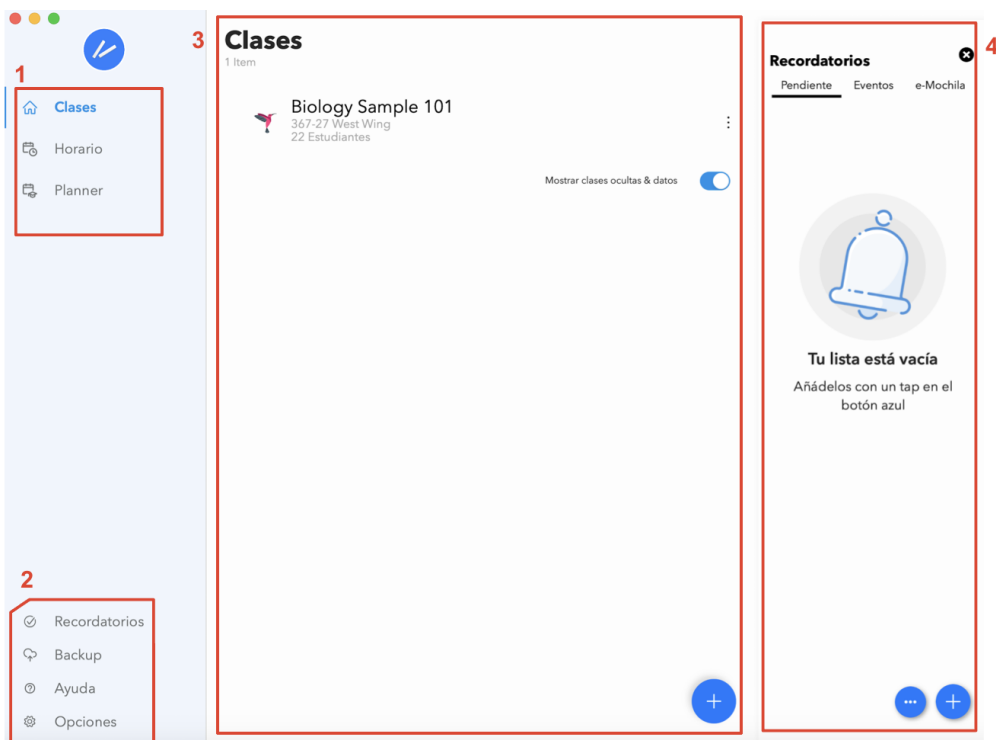 1
Clases
Horario
Planner
2
Recordatorios
Backup
Ayuda
Opciones
3
Clases
1 Item
Biology Sample 101
367-27 West Wing
22 Estudiantes
Mostrar clases ocultas & datos
4
Recordatorios
Pendiente Eventos e-Mochila
Tu lista está vacía
Añádelos con un tap en el
botón azul